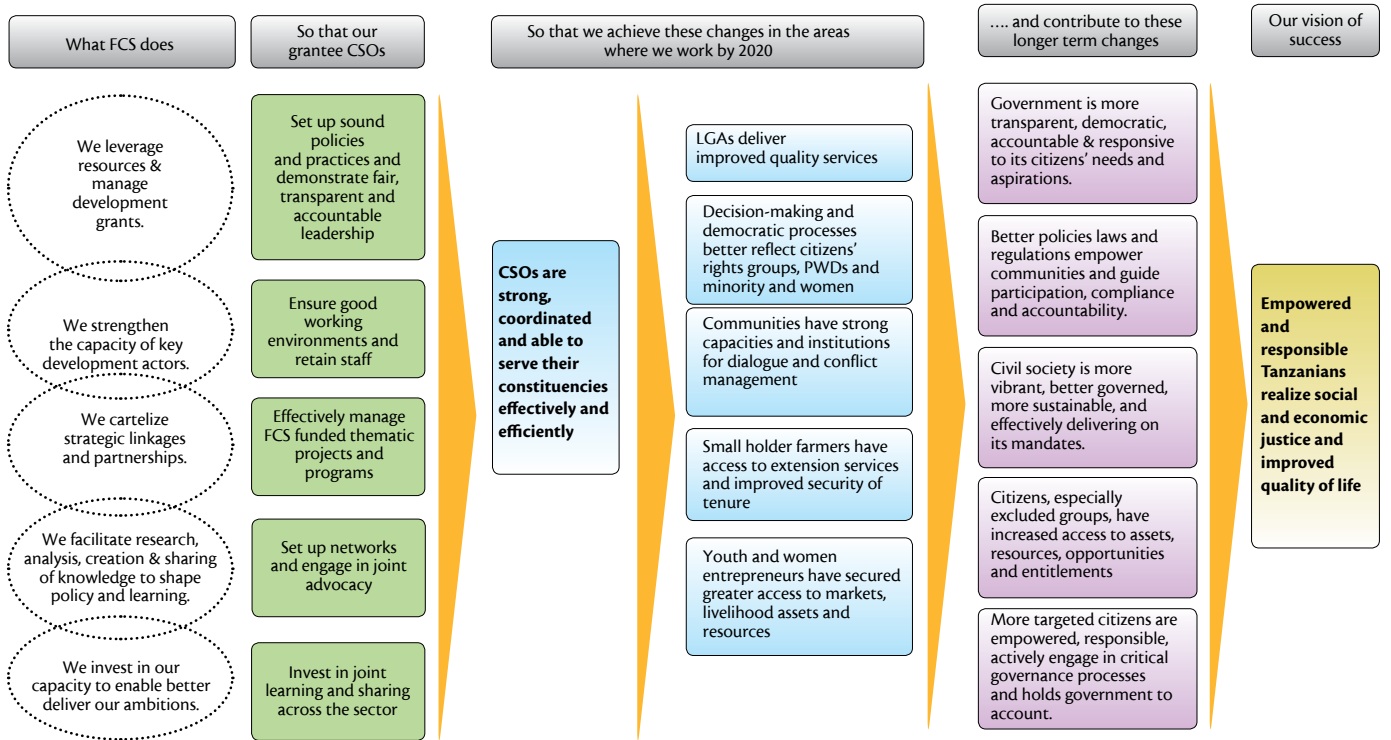 What FCS does
So that our
grantee CSOs
So that we achieve these changes in the areas
where we work by 2020
.... and contribute to these
longer term changes
Our vision of
success
We leverage
resources &
manage
development
grants.
We strengthen
the capacity of key
development actors.
We cartelize
strategic linkages
and partnerships.
We facilitate research,
analysis, creation & sharing
of knowledge to shape
policy and learning.
We invest in our
capacity to enable better
deliver our ambitions.
Set up sound
policies
and practices and
demonstrate fair,
transparent and
accountable
leadership
Ensure good
working
environments and
retain staff
Effectively manage
FCS funded thematic
projects and
programs
Set up networks
and engage in joint
advocacy
Invest in joint
learning and sharing
across the sector
CSOs are
strong,
coordinated
and able to
serve their
constituencies
effectively and
efficiently
LGAs deliver
improved quality services
Decision-making and
democratic processes
better reflect citizens’
rights groups, PWDs and
minority and women
Communities have strong
capacities and institutions
for dialogue and conflict
management
Small holder farmers have
access to extension services
and improved security of
tenure
Youth and women
entrepreneurs have secured
greater access to markets,
livelihood assets and
resources
Government is more
transparent, democratic,
accountable & responsive
to its citizens’ needs and
aspirations.
Better policies laws and
regulations empower
communities and guide
participation, compliance
and accountability.
Civil society is more
vibrant, better governed,
more sustainable, and
effectively delivering on
its mandates.
Citizens, especially
excluded groups, have
increased access to assets,
resources, opportunities
and entitlements
More targeted citizens are
empowered, responsible,
actively engage in critical
governance processes
and holds government to
account.
Empowered
and
responsible
Tanzanians
realize social
and economic
justice and
improved
quality of life